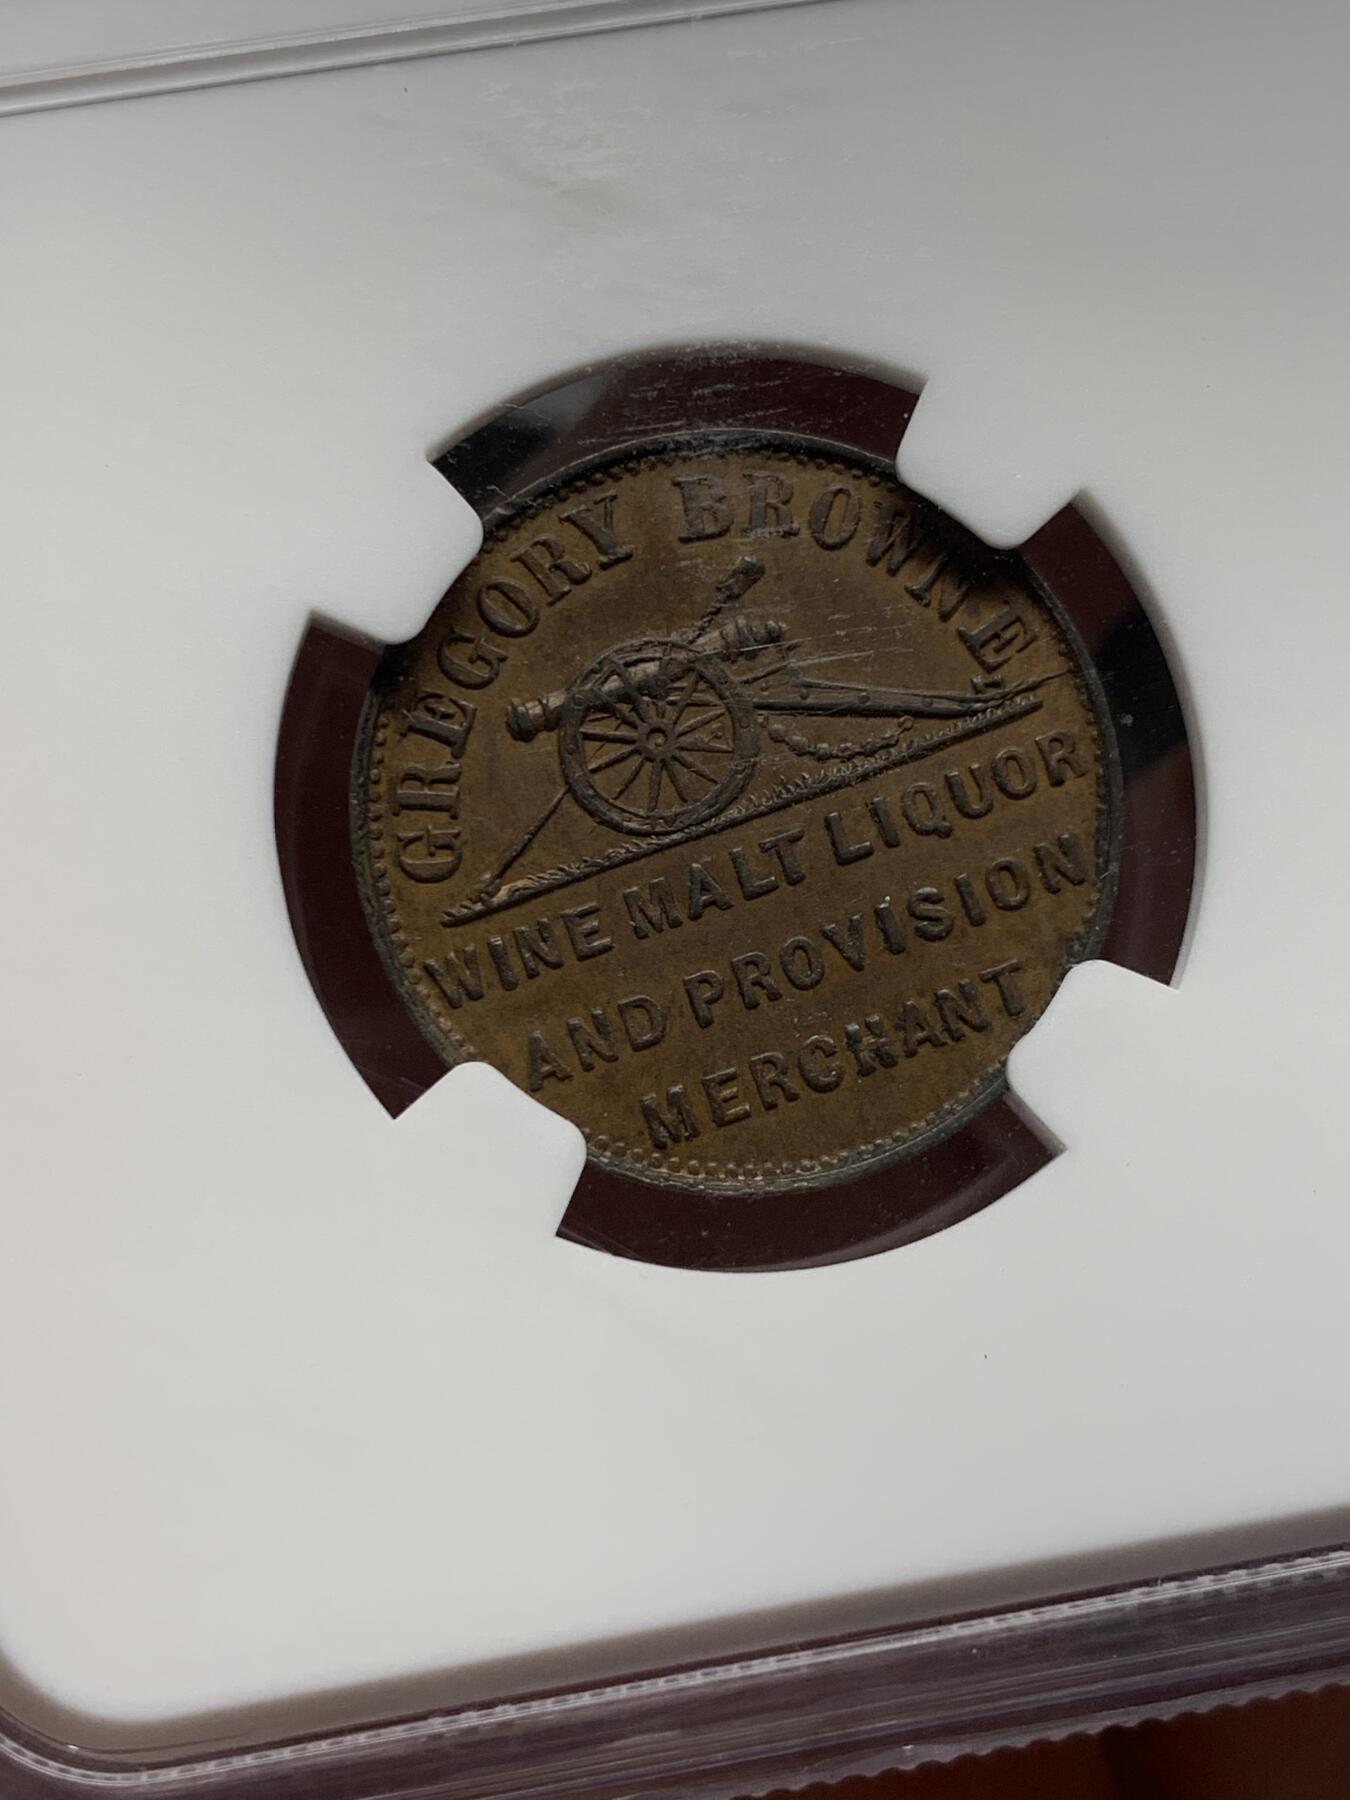 GREGORY BROWNE
WINE MALT LIQUOR
AND PROVISION
MERCHANT